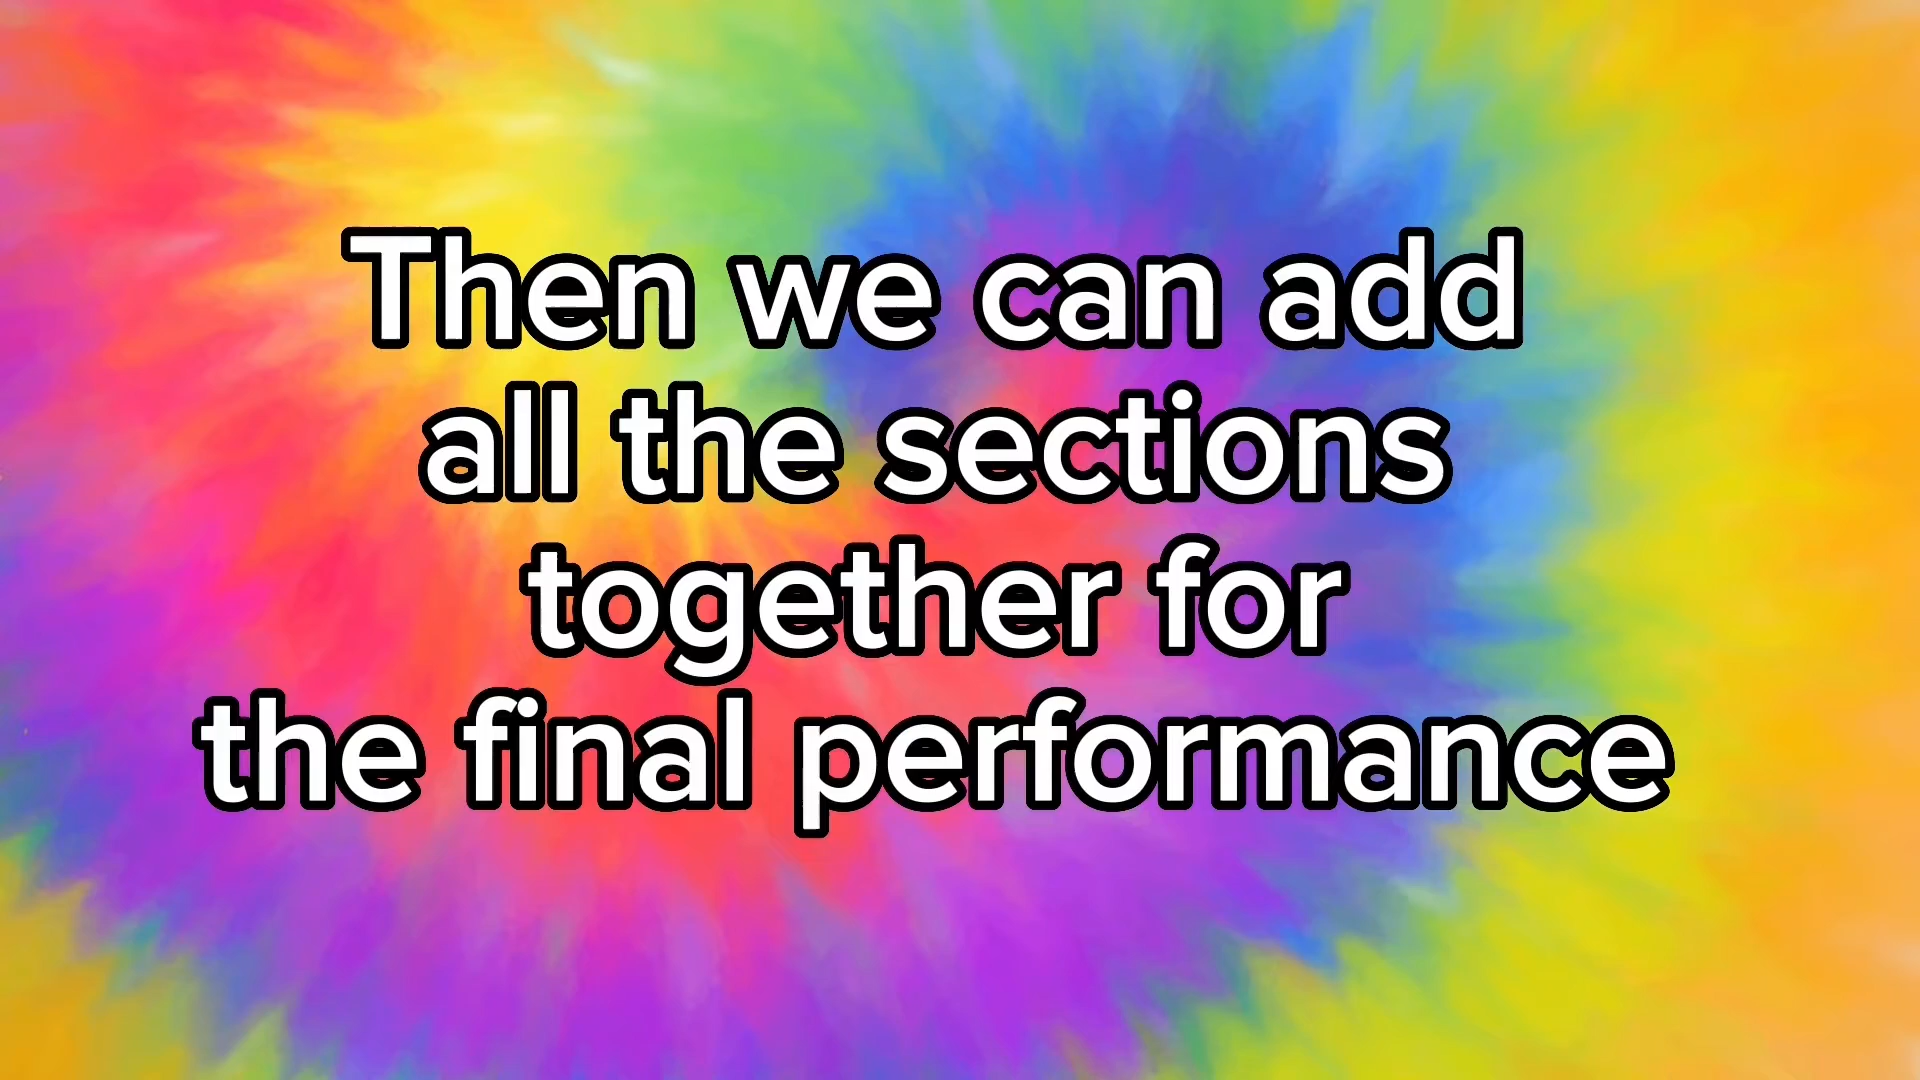 Then we can add
all the sections
together for
the final performance